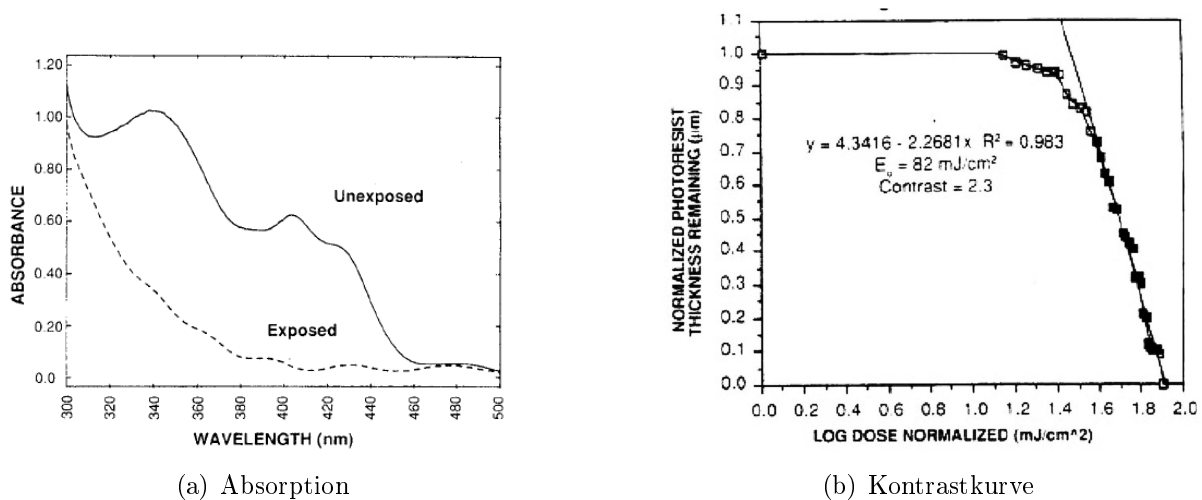 1.20
1.00
0.80
0.60
0.40
0.20
0.0
ABSORBANCE
Unexposed
Exposed
300 320 340 360 380 400 420 440 460 480 500
WAVELENGTH (nm)
(a) Absorption
1.1
1.0
0.9
0.8
0.7
0.6
0.5
0.4
0.3
0.2
0.1
0.0
NORMALIZED PHOTORESIST
THICKNESS REMAINING (μm)
y = 4.3416 - 2.2681x R² = 0.983
E₀ = 82 mJ/cm²
Contrast = 2.3
0.0 0.2 0.4 0.6 0.8 1.0 1.2 1.4 1.6 1.8 2.0
LOG DOSE NORMALIZED (mJ/cm^2)
(b) Kontrastkurve